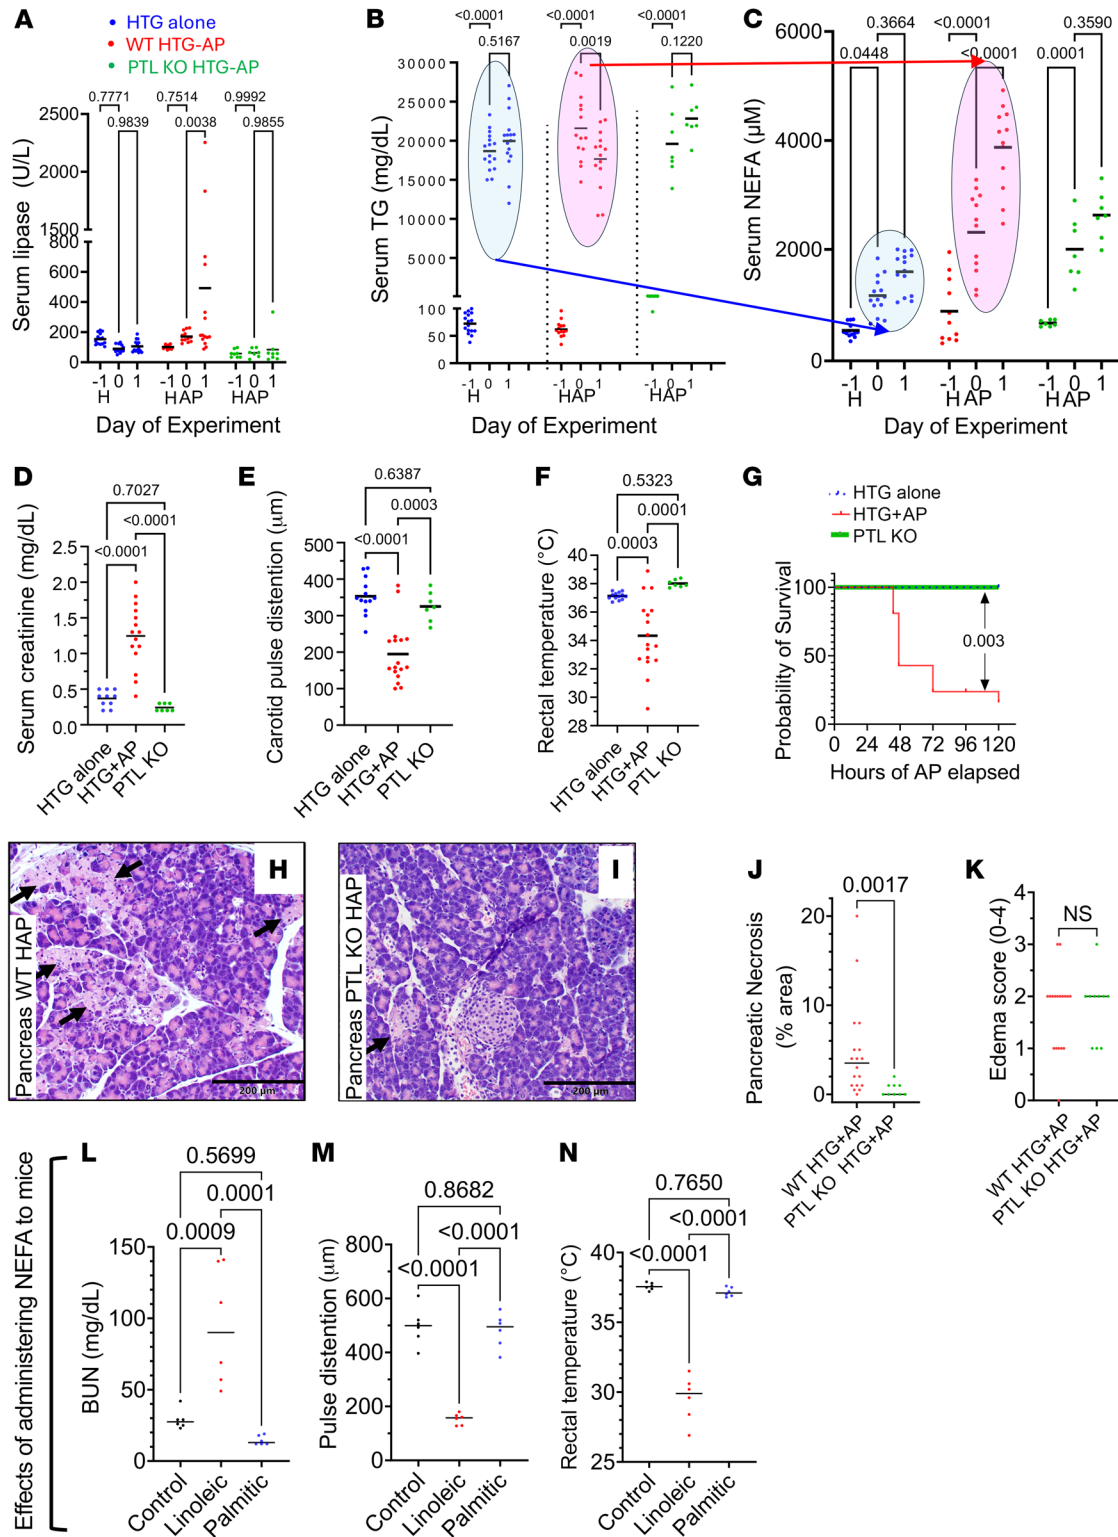 A
HTG alone
WT HTG-AP
PTL KO HTG-AP
0.7771 0.7514 0.9992
0.9839 0.0038 0.9855
Serum lipase (U/L)
2500
2000
1500
800
600
400
200
0
-1 0 1 -1 0 1 -1 0 1
H HAP HAP
Day of Experiment
B
<0.0001 <0.0001 <0.0001
0.5167 0.0019 0.1220
Serum TG (mg/dL)
30000
25000
20000
15000
10000
5000
100
50
0
-1 0 1 -1 0 1 -1 0 1
H HAP HAP
Day of Experiment
C
0.3664 <0.0001 0.3590
0.0448 <0.0001 0.0001
Serum NEFA (µM)
6000
4000
2000
0
-1 0 1 -1 0 1 -1 0 1
H H AP HAP
Day of Experiment
D
0.7027
<0.0001
<0.0001
Serum creatinine (mg/dL)
2.5
2.0
1.5
1.0
0.5
0.0
HTG alone
HTG+AP
PTL KO
E
0.6387
0.0003
<0.0001
Carotid pulse distention (µm)
500
400
300
200
100
0
HTG alone
HTG+AP
PTL KO
F
0.5323
0.0001
0.0003
Rectal temperature (°C)
40
38
36
34
32
30
28
HTG alone
HTG+AP
PTL KO
G
HTG alone
HTG+AP
PTL KO
Probability of Survival
100
50
0
0.003
0 24 48 72 96 120
Hours of AP elapsed
H
Pancreas WT HAP
200 µm
I
Pancreas PTL KO HAP
200 µm
J
0.0017
Pancreatic Necrosis
(% area)
20
10
0
WT HTG+AP
PTL KO HTG+AP
K
NS
Edema score (0-4)
4
3
2
1
0
WT HTG+AP
PTL KO HTG+AP
Effects of administering NEFA to mice
L
0.5699
0.0001
0.0009
BUN (mg/dL)
150
100
50
0
Control
Linoleic
Palmitic
M
0.8682
<0.0001
<0.0001
Pulse distention (µm)
800
600
400
200
0
Control
Linoleic
Palmitic
N
0.7650
<0.0001
<0.0001
Rectal temperature (°C)
40
35
30
25
Control
Linoleic
Palmitic